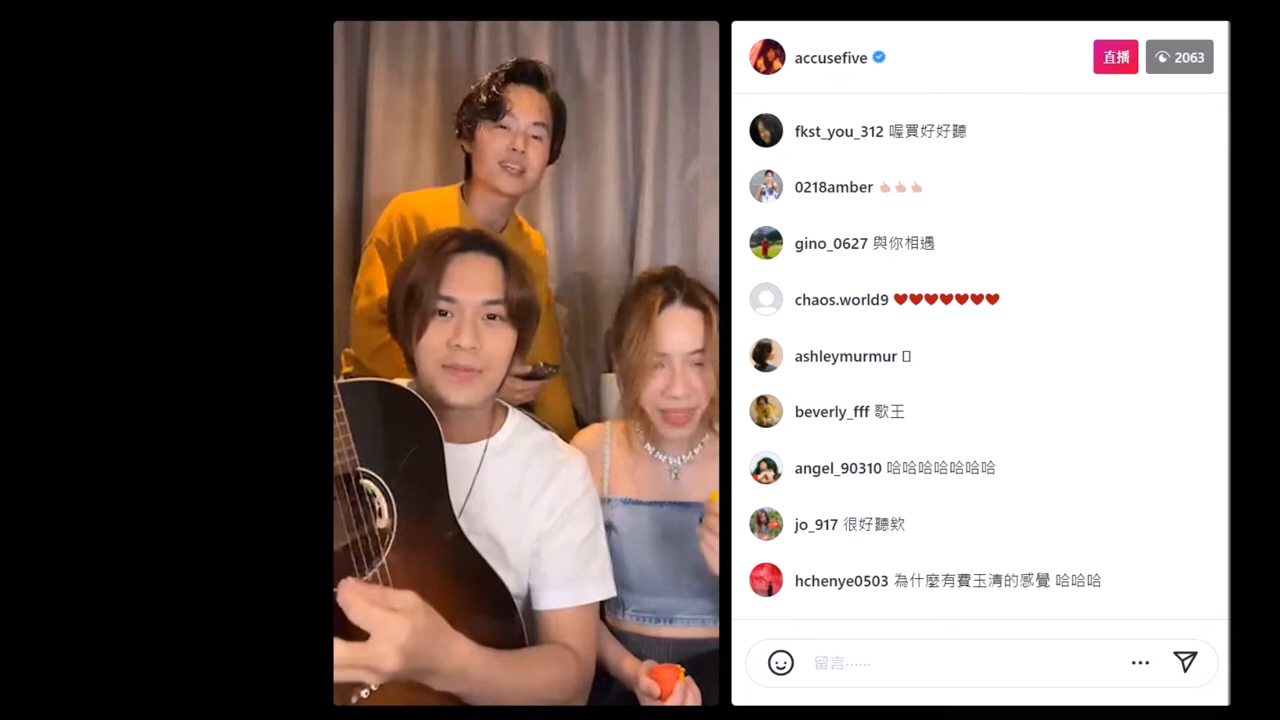 accusefive
直播
2063
fkst_you_312 喔買好好聽
0218amber 👆🏻👆🏻👆🏻
gino_0627 與你相遇
chaos.world9 ❤️❤️❤️❤️❤️❤️❤️
ashleymurmur
beverly_fff 歌王
angel_90310 哈哈哈哈哈哈哈
jo_917 很好聽欸
hchenye0503 為什麼有費玉清的感覺 哈哈哈
留言......